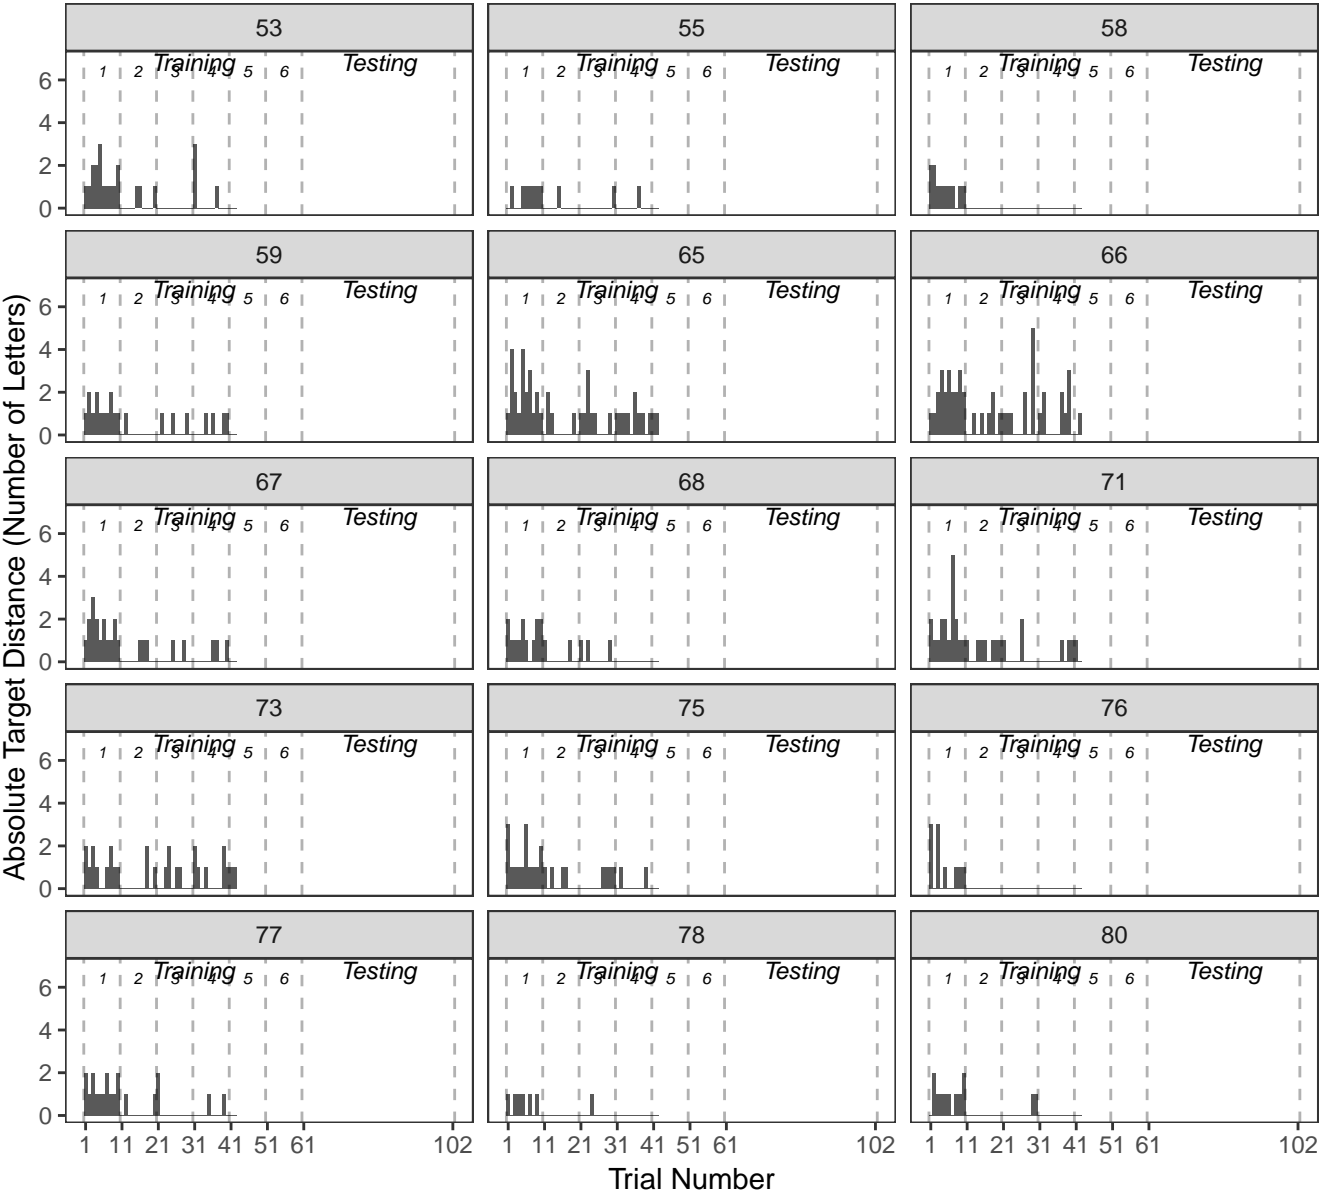 53 55 58
Training Testing Training Testing Training Testing
1 2 3 4 5 6 1 2 3 4 5 6 1 2 3 4 5 6
6
4
2
0
59 65 66
Training Testing Training Testing Training Testing
1 2 3 4 5 6 1 2 3 4 5 6 1 2 3 4 5 6
6
4
2
0
67 68 71
Training Testing Training Testing Training Testing
1 2 3 4 5 6 1 2 3 4 5 6 1 2 3 4 5 6
6
4
2
0
73 75 76
Training Testing Training Testing Training Testing
1 2 3 4 5 6 1 2 3 4 5 6 1 2 3 4 5 6
6
4
2
0
77 78 80
Training Testing Training Testing Training Testing
1 2 3 4 5 6 1 2 3 4 5 6 1 2 3 4 5 6
6
4
2
0
1 11 21 31 41 51 61 102 1 11 21 31 41 51 61 102 1 11 21 31 41 51 61 102
Trial Number
Absolute Target Distance (Number of Letters)